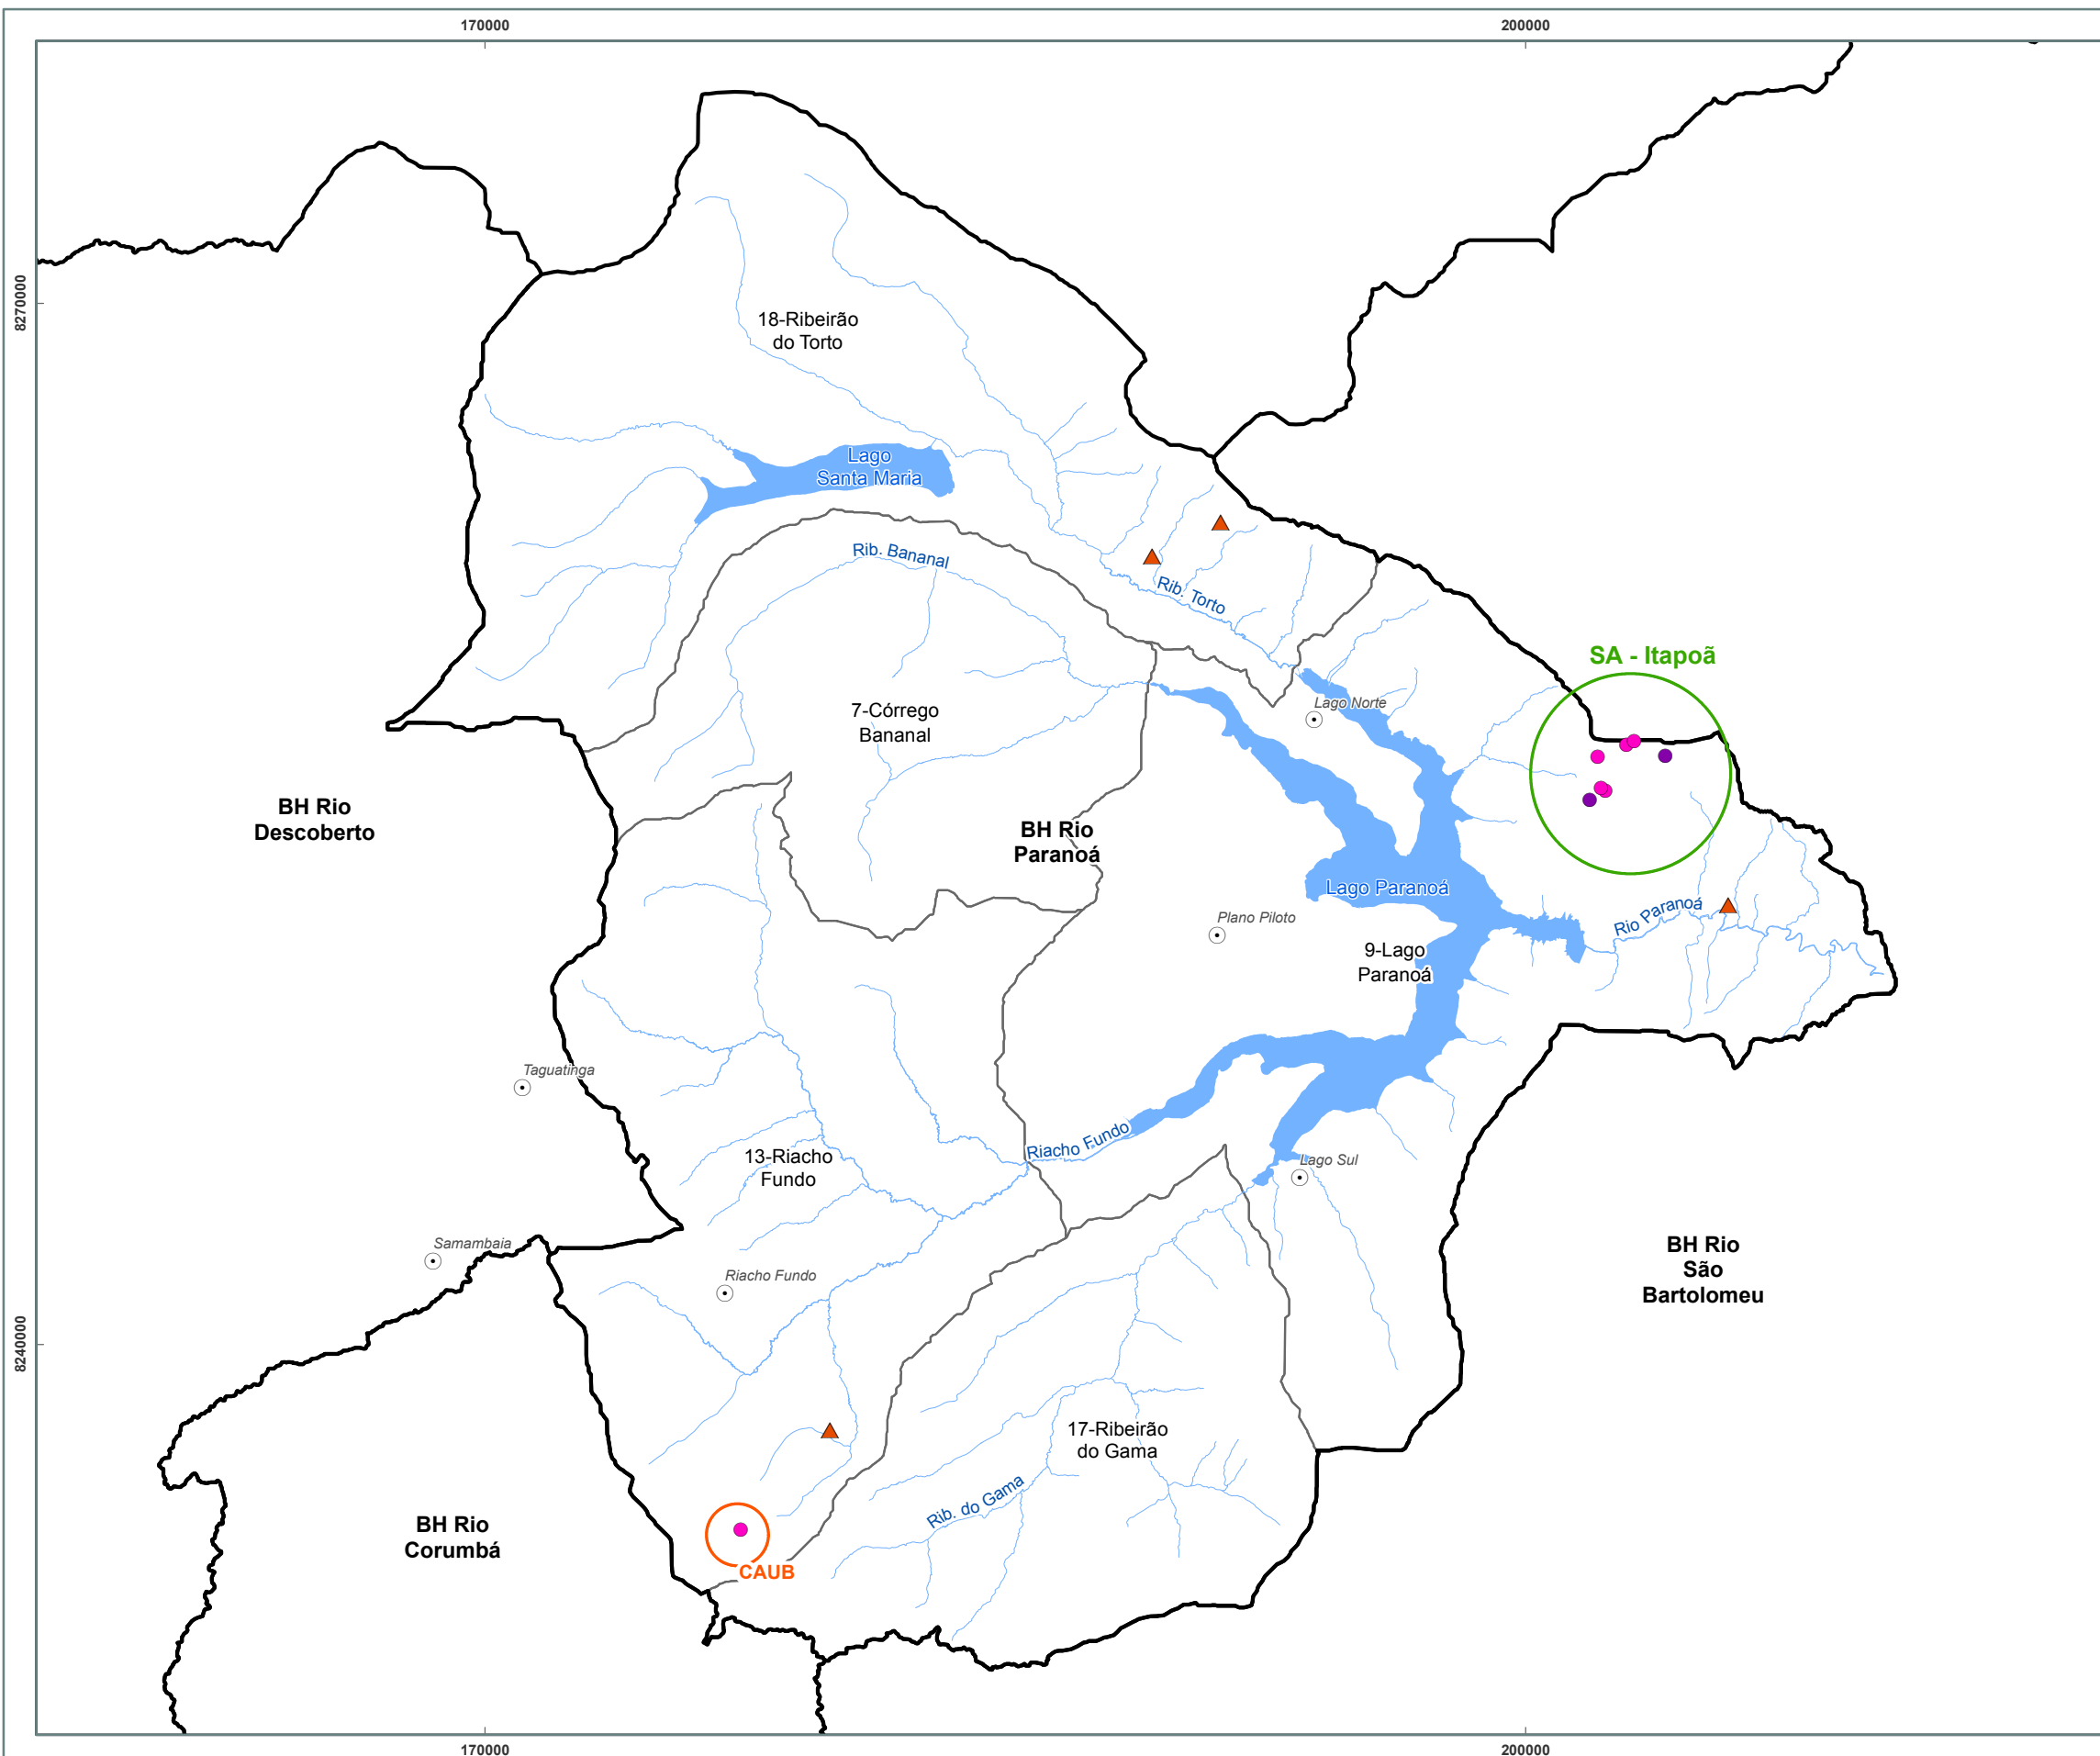 170000
200000
8270000
18-Ribeirão
do Torto
Lago
Santa Maria
Rib. Bananal
Rib. Torto
SA - Itapoã
Lago Norte
7-Córrego
Bananal
BH Rio
Descoberto
BH Rio
Paranoá
Lago Paranoá
Rio Paranoá
Plano Piloto
9-Lago
Paranoá
Taguatinga
Riacho Fundo
13-Riacho
Fundo
Lago Sul
Samambaia
Riacho Fundo
BH Rio
São
Bartolomeu
8240000
17-Ribeirão
do Gama
Rib. do Gama
BH Rio
Corumbá
CAUB
170000
200000